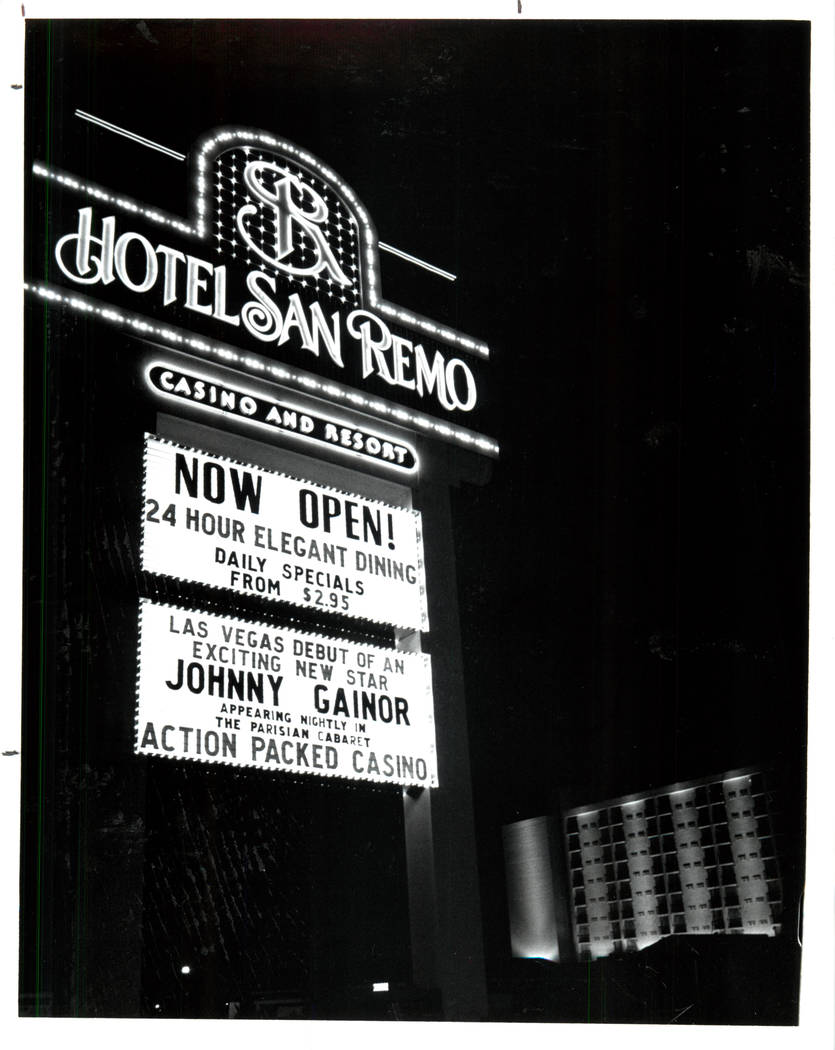 R
HOTEL SAN REMO
CASINO AND RESORT
NOW OPEN!
24 HOUR ELEGANT DINING
DAILY SPECIALS
FROM $2.95
LAS VEGAS DEBUT OF AN
EXCITING NEW STAR
JOHNNY GAINOR
APPEARING NIGHTLY IN
THE PARISIAN CABARET
ACTION PACKED CASINO